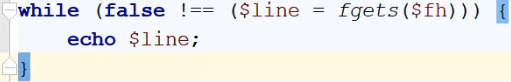 while (false !== ($line = fgets($fh))) {
    echo $line;
}